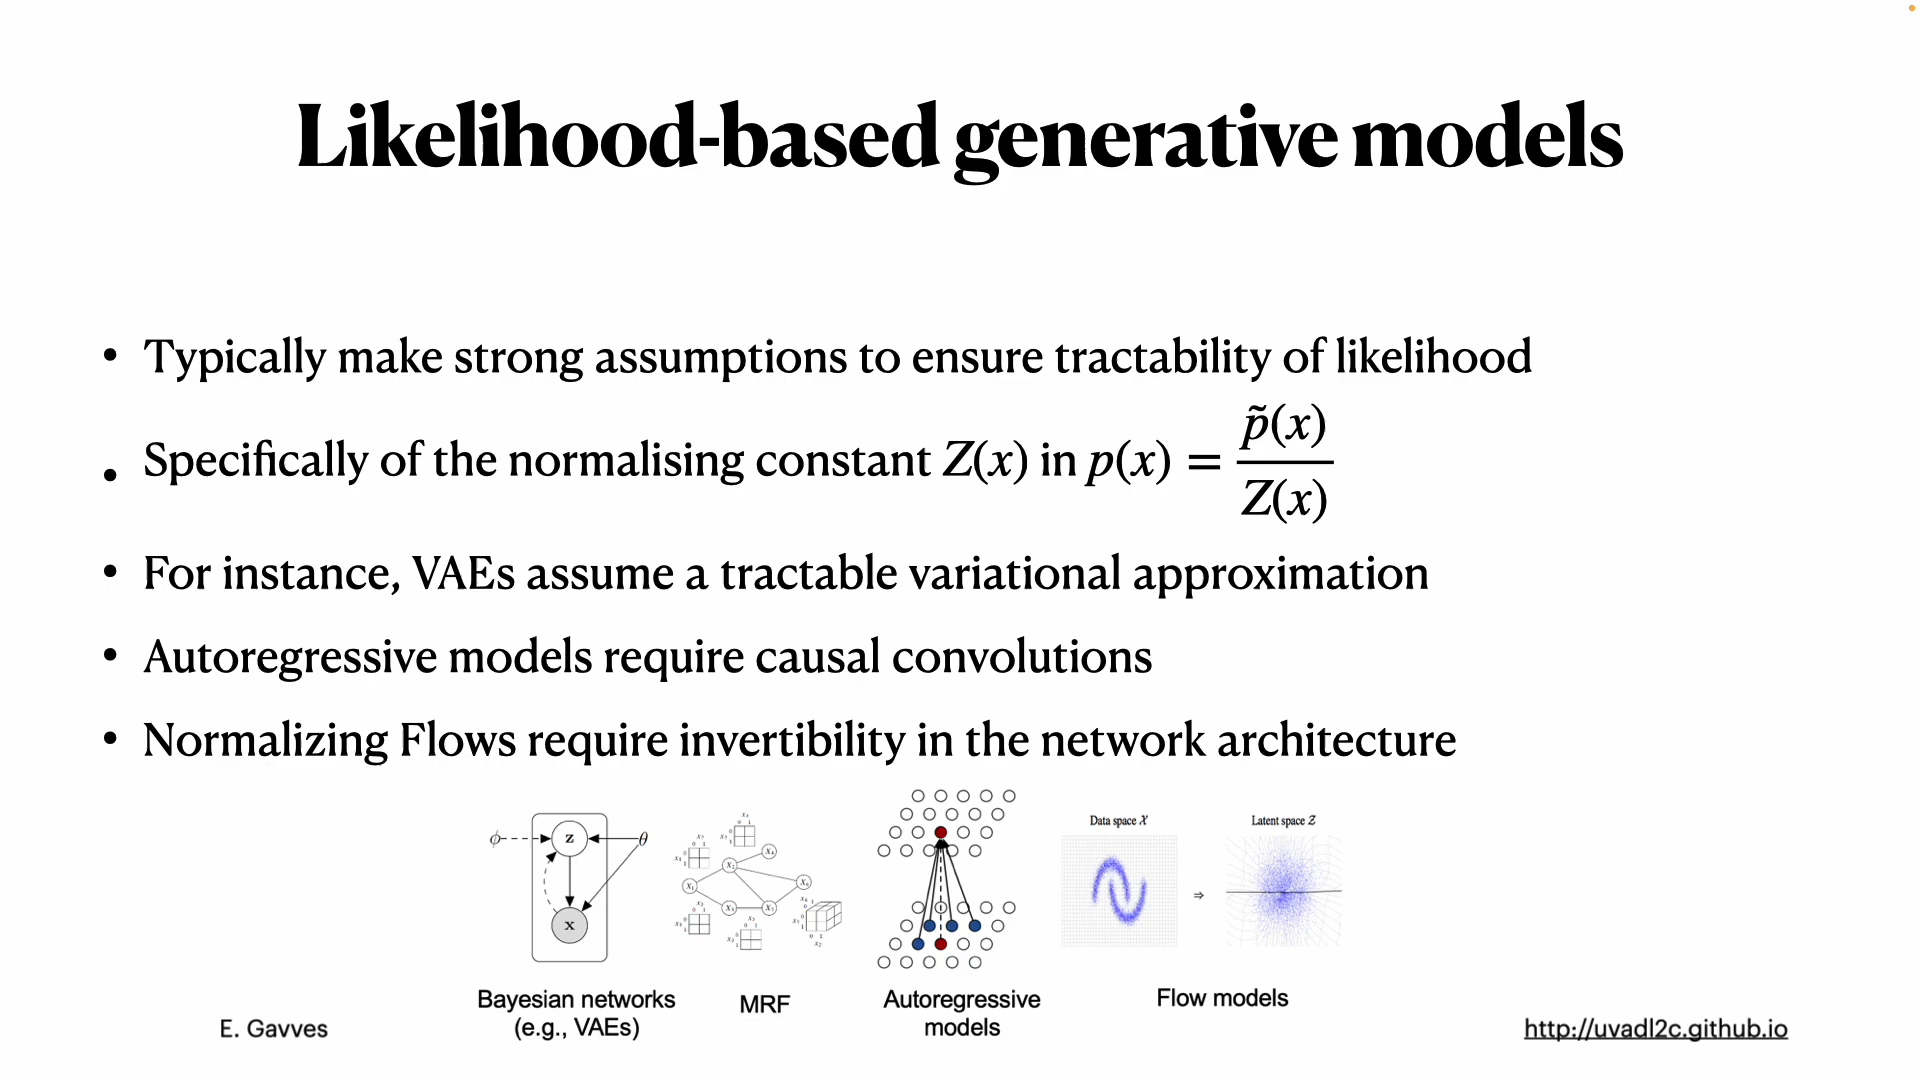 Likelihood-based generative models
• Typically make strong assumptions to ensure tractability of likelihood
• Specifically of the normalising constant Z(x) in p(x) = p̃(x) / Z(x)
• For instance, VAEs assume a tractable variational approximation
• Autoregressive models require causal convolutions
• Normalizing Flows require invertibility in the network architecture
ϕ z θ
x
Data space 𝒳
⇒
Latent space 𝒵
Bayesian networks
(e.g., VAEs)
MRF
Autoregressive
models
Flow models
E. Gavves
http://uvadl2c.github.io